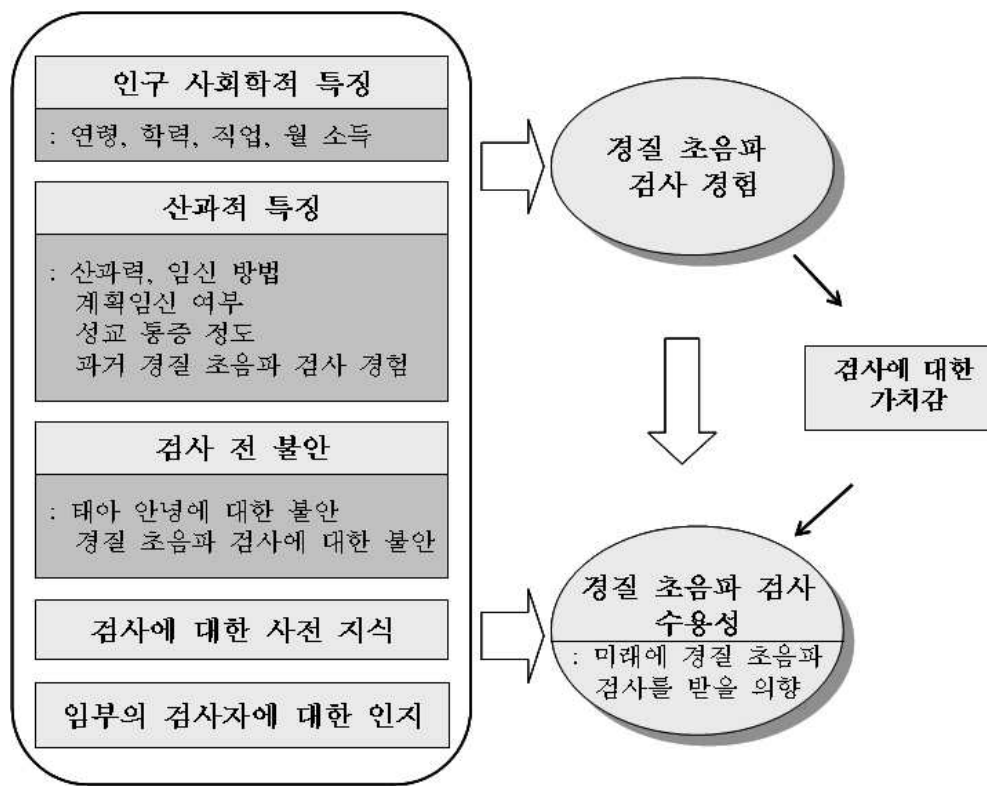 인구 사회학적 특징
: 연령, 학력, 직업, 월 소득
산과적 특징
: 산과력, 임신 방법
계획임신 여부
성교 통증 정도
과거 경질 초음파 검사 경험
검사 전 불안
: 태아 안녕에 대한 불안
경질 초음파 검사에 대한 불안
검사에 대한 사전 지식
임부의 검사자에 대한 인지
경질 초음파
검사 경험
검사에 대한
가치감
경질 초음파 검사
수용성
: 미래에 경질 초음파
검사를 받을 의향